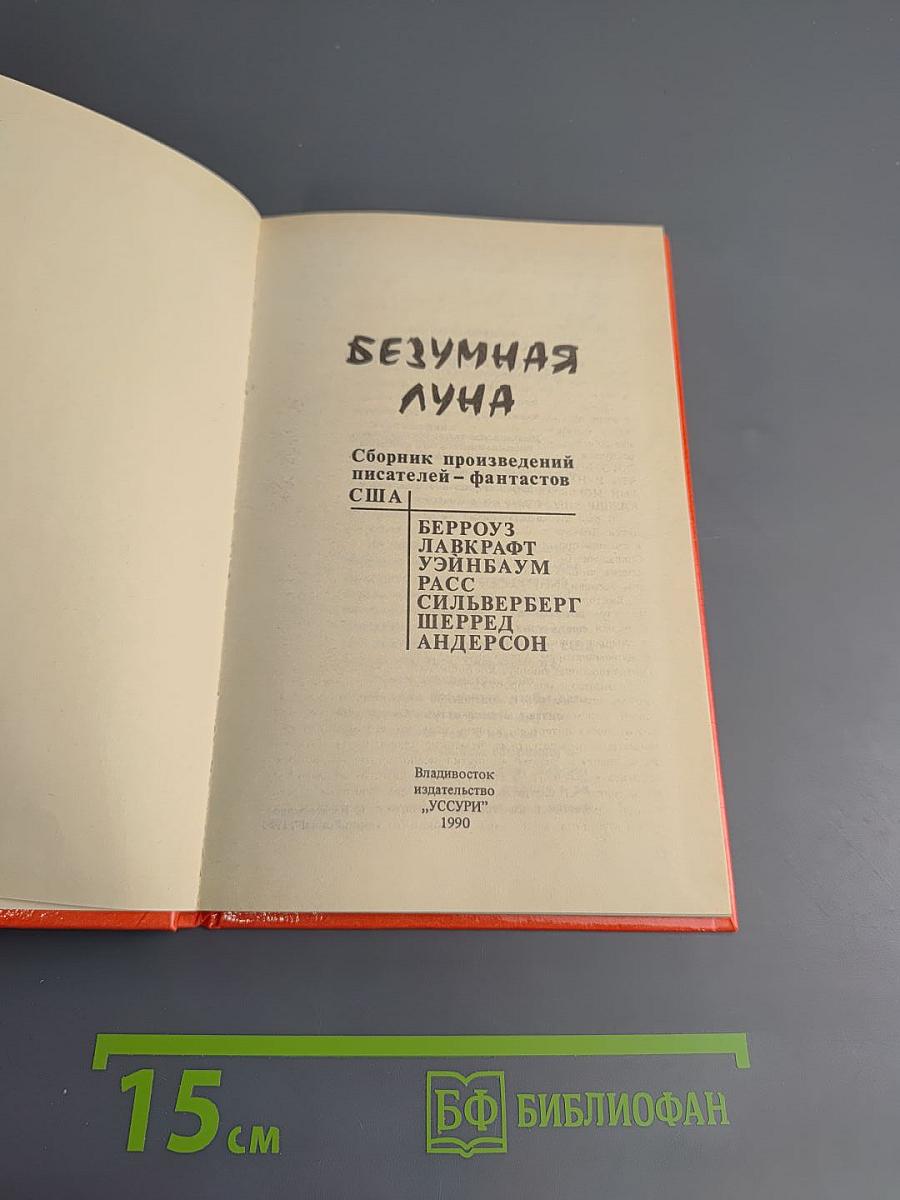 БЕЗУМНАЯ
ЛУНА
Сборник произведений
писателей – фантастов
США
БЕРРОУЗ
ЛАВКРАФТ
УЭЙНБАУМ
РАСС
СИЛЬВЕРБЕРГ
ШЕРРЕД
АНДЕРСОН
Владивосток
издательство
„УССУРИ”
1990
15 см
БФ БИБЛИОФАН